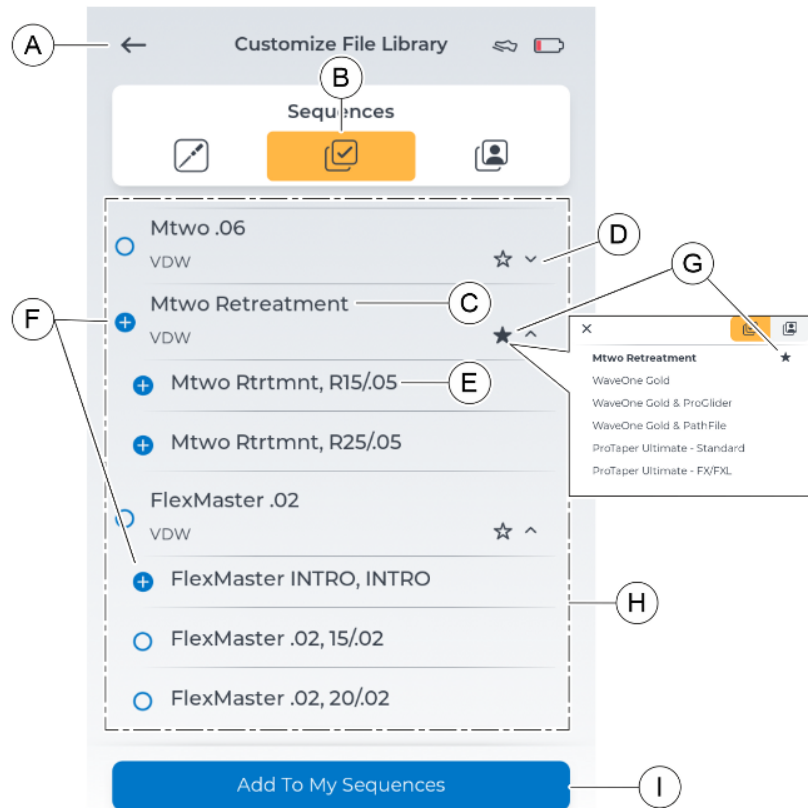 A
Customize File Library
B
Sequences
Mtwo .06
VDW
D
G
Mtwo Retreatment
C
VDW
F
Mtwo Rtrtmnt, R15/.05
E
Mtwo Rtrtmnt, R25/.05
FlexMaster .02
VDW
FlexMaster INTRO, INTRO
H
FlexMaster .02, 15/.02
FlexMaster .02, 20/.02
Add To My Sequences
I
Mtwo Retreatment
WaveOne Gold
WaveOne Gold & ProGlider
WaveOne Gold & PathFile
ProTaper Ultimate - Standard
ProTaper Ultimate - FX/FXL